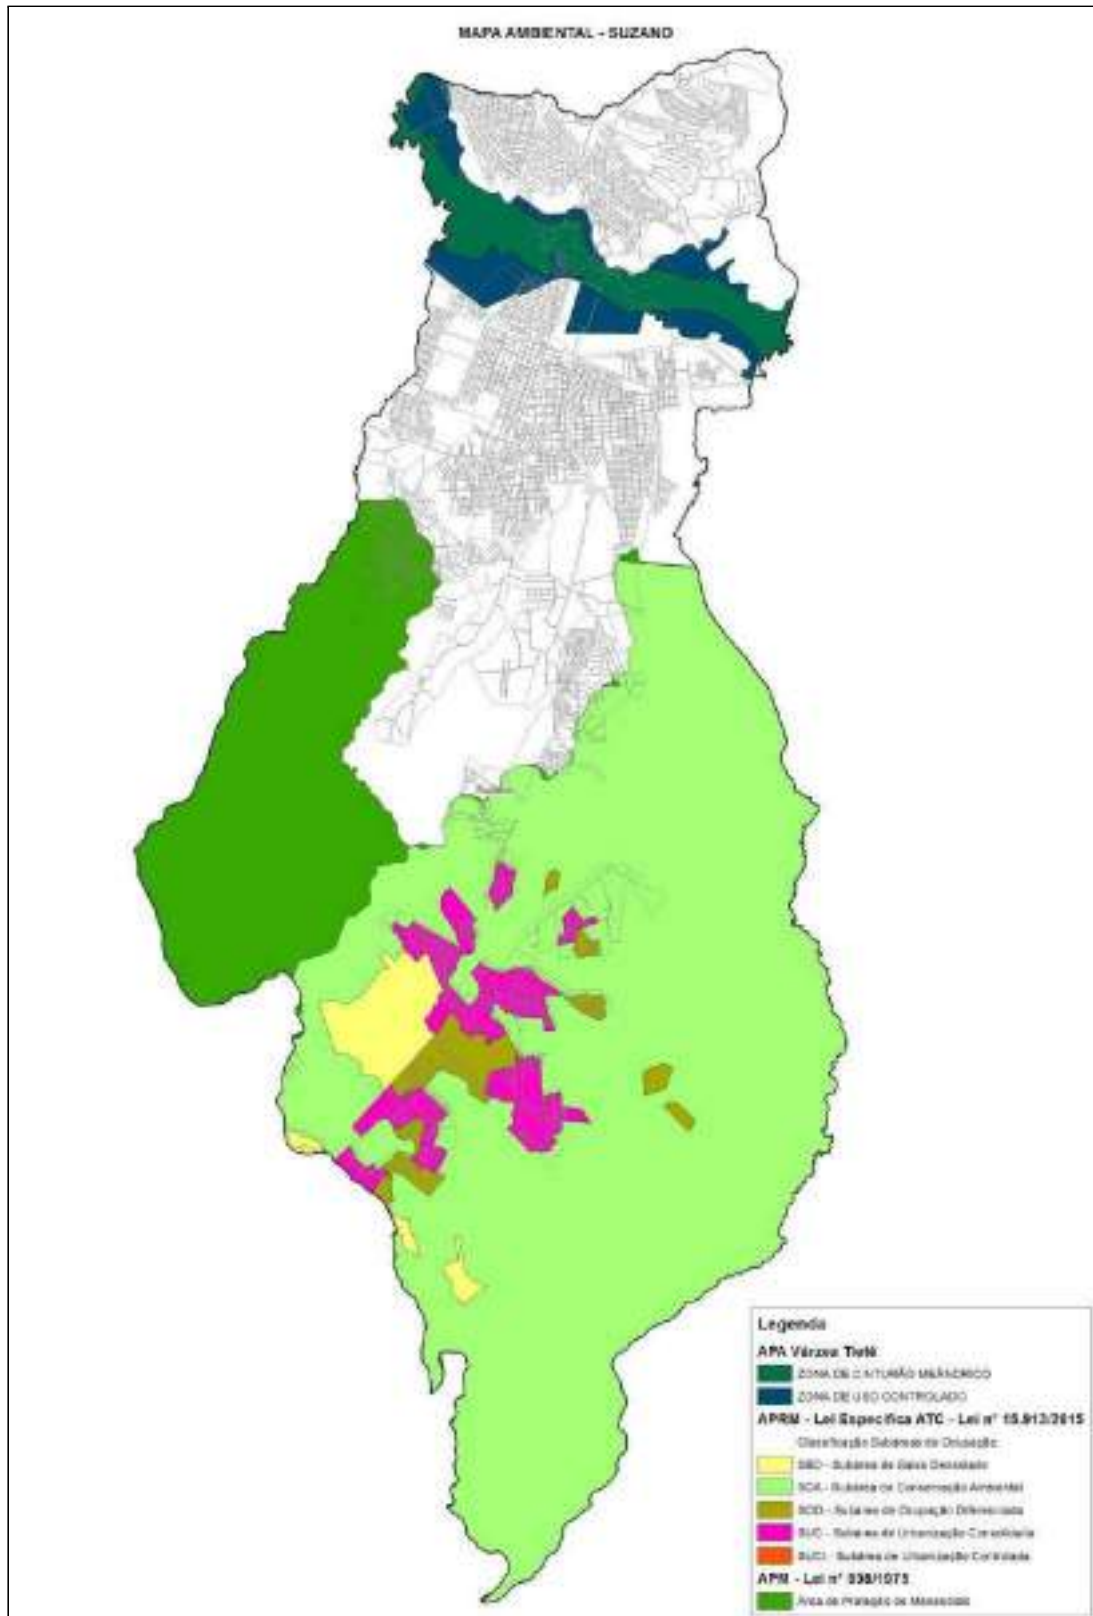 MAPA AMBIENTAL - SUZANO
Legenda
APA Várzea Tietê
ZONA DE CINTURÃO MEÂNDRICO
ZONA DE USO CONTROLADO
APRM - Lei Específica ATC - Lei nº 15.913/2015
Classificação Subáreas de Ocupação
SBD - Subárea de Baixa Densidade
SCA - Subárea de Conservação Ambiental
SOD - Subárea de Ocupação Diferenciada
SUC - Subárea de Urbanização Consolidada
SUCt - Subárea de Urbanização Controlada
APM - Lei nº 898/1975
Área de Proteção de Mananciais